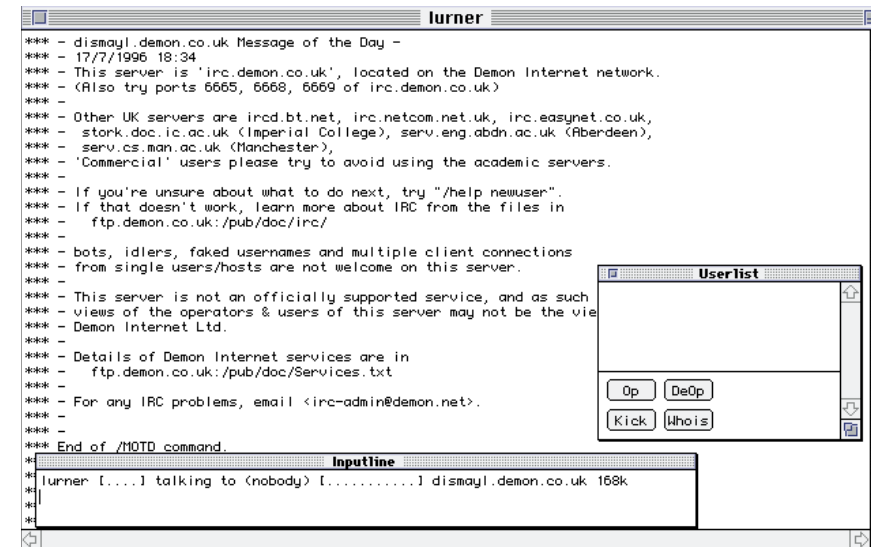 lurner
*** - dismayl.demon.co.uk Message of the Day -
*** - 17/7/1996 18:34
*** - This server is 'irc.demon.co.uk', located on the Demon Internet network.
*** - (Also try ports 6665, 6668, 6669 of irc.demon.co.uk)
*** -
*** - Other UK servers are ircd.bt.net, irc.netcom.net.uk, irc.easynet.co.uk,
*** -  stork.doc.ic.ac.uk (Imperial College), serv.eng.abdn.ac.uk (Aberdeen),
*** -  serv.cs.man.ac.uk (Manchester),
*** - 'Commercial' users please try to avoid using the academic servers.
*** -
*** - If you're unsure about what to do next, try "/help newuser".
*** - If that doesn't work, learn more about IRC from the files in
*** -   ftp.demon.co.uk:/pub/doc/irc/
*** -
*** - bots, idlers, faked usernames and multiple client connections
*** - from single users/hosts are not welcome on this server.
*** -
*** - This server is not an officially supported service, and as such
*** - views of the operators & users of this server may not be the vie
*** - Demon Internet Ltd.
*** -
*** - Details of Demon Internet services are in
*** -   ftp.demon.co.uk:/pub/doc/Services.txt
*** -
*** - For any IRC problems, email <irc-admin@demon.net>.
*** -
*** -
*** End of /MOTD command.
Userlist
Op DeOp
Kick Whois
Inputline
lurner [....] talking to (nobody) [...........] dismayl.demon.co.uk 168k